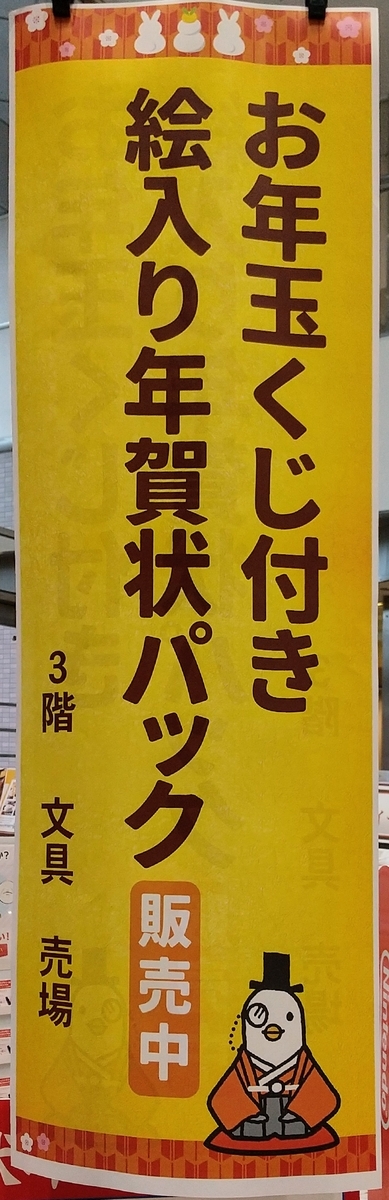 お年玉くじ付き
絵入り年賀状パック
販売中
3階 文具 売場